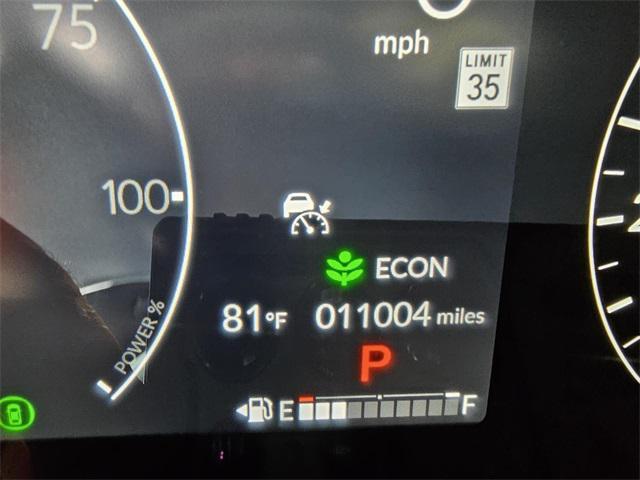 75
mph
LIMIT
35
100
ECON
81°F 011004 miles
POWER %
P
E F